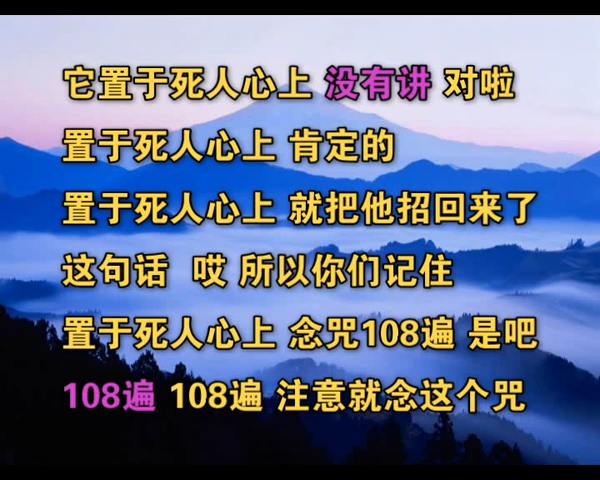 它置于死人心上 没有讲 对啦
置于死人心上 肯定的
置于死人心上 就把他招回来了
这句话 哎 所以你们记住
置于死人心上 念咒108遍 是吧
108遍 108遍 注意就念这个咒